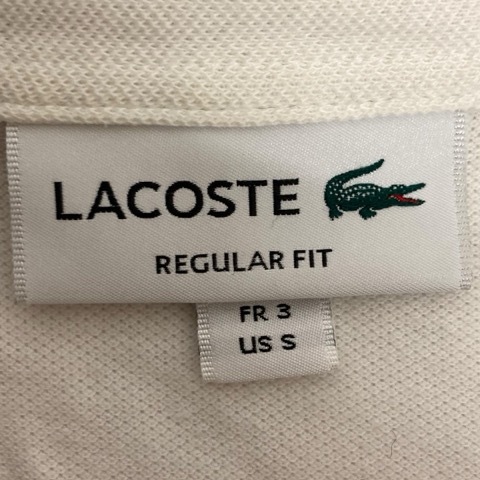 LACOSTE
REGULAR FIT
FR 3
US S